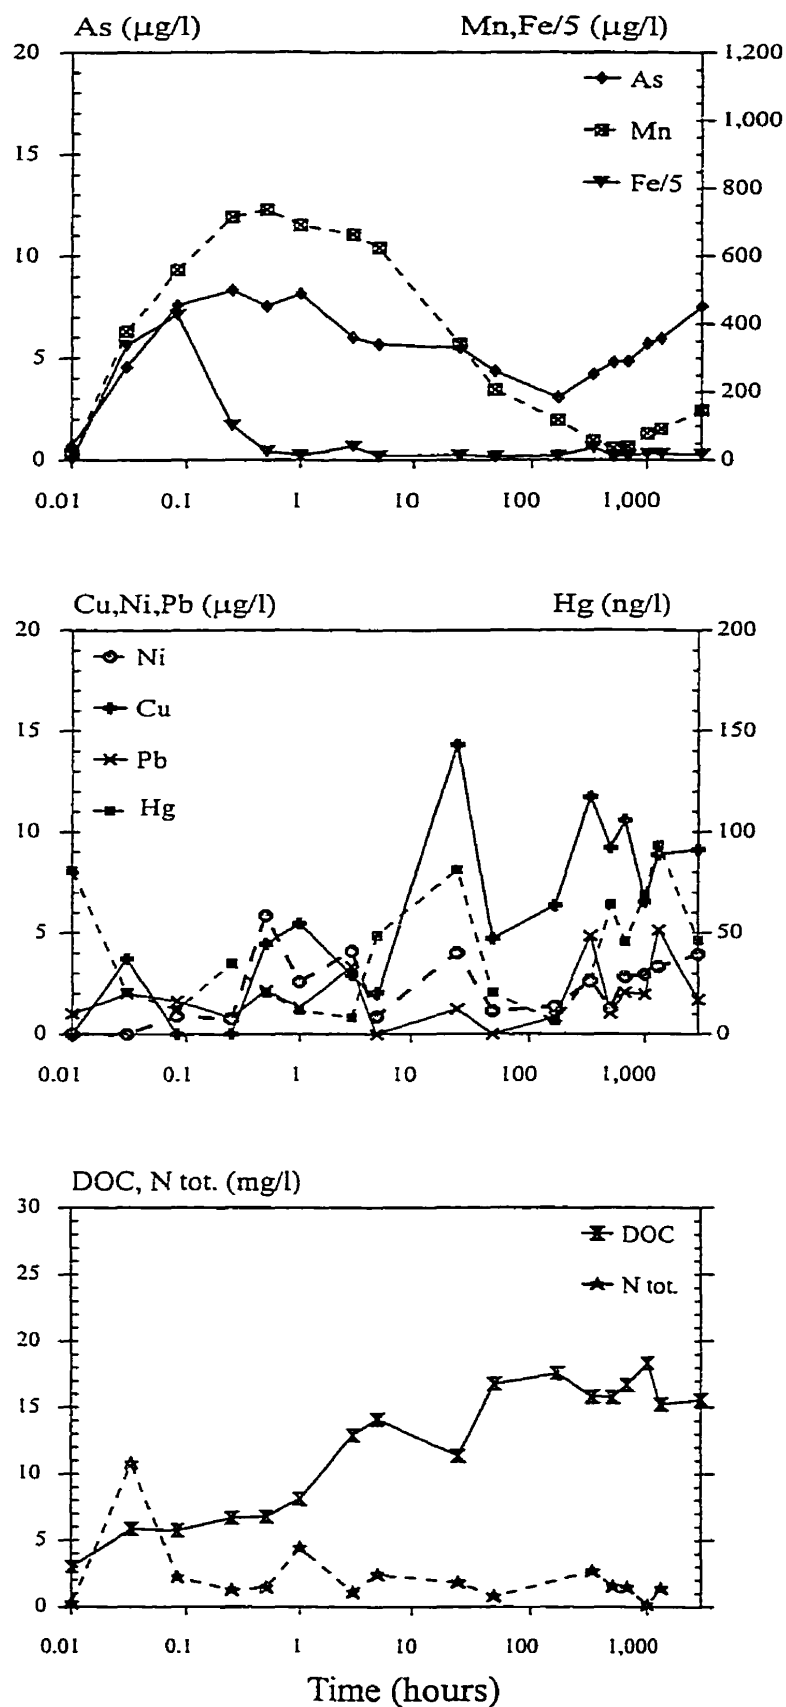 As (μg/l) Mn,Fe/5 (μg/l)
20 1,200
As
1,000
Mn
15
Fe/5 800
10 600
400
5
200
0 0
0.01 0.1 1 10 100 1,000
Cu,Ni,Pb (μg/l) Hg (ng/l)
20 200
Ni
Cu
15 150
Pb
Hg
10 100
5 50
0 0
0.01 0.1 1 10 100 1,000
DOC, N tot. (mg/l)
30
DOC
25
N tot.
20
15
10
5
0
0.01 0.1 1 10 100 1,000
Time (hours)